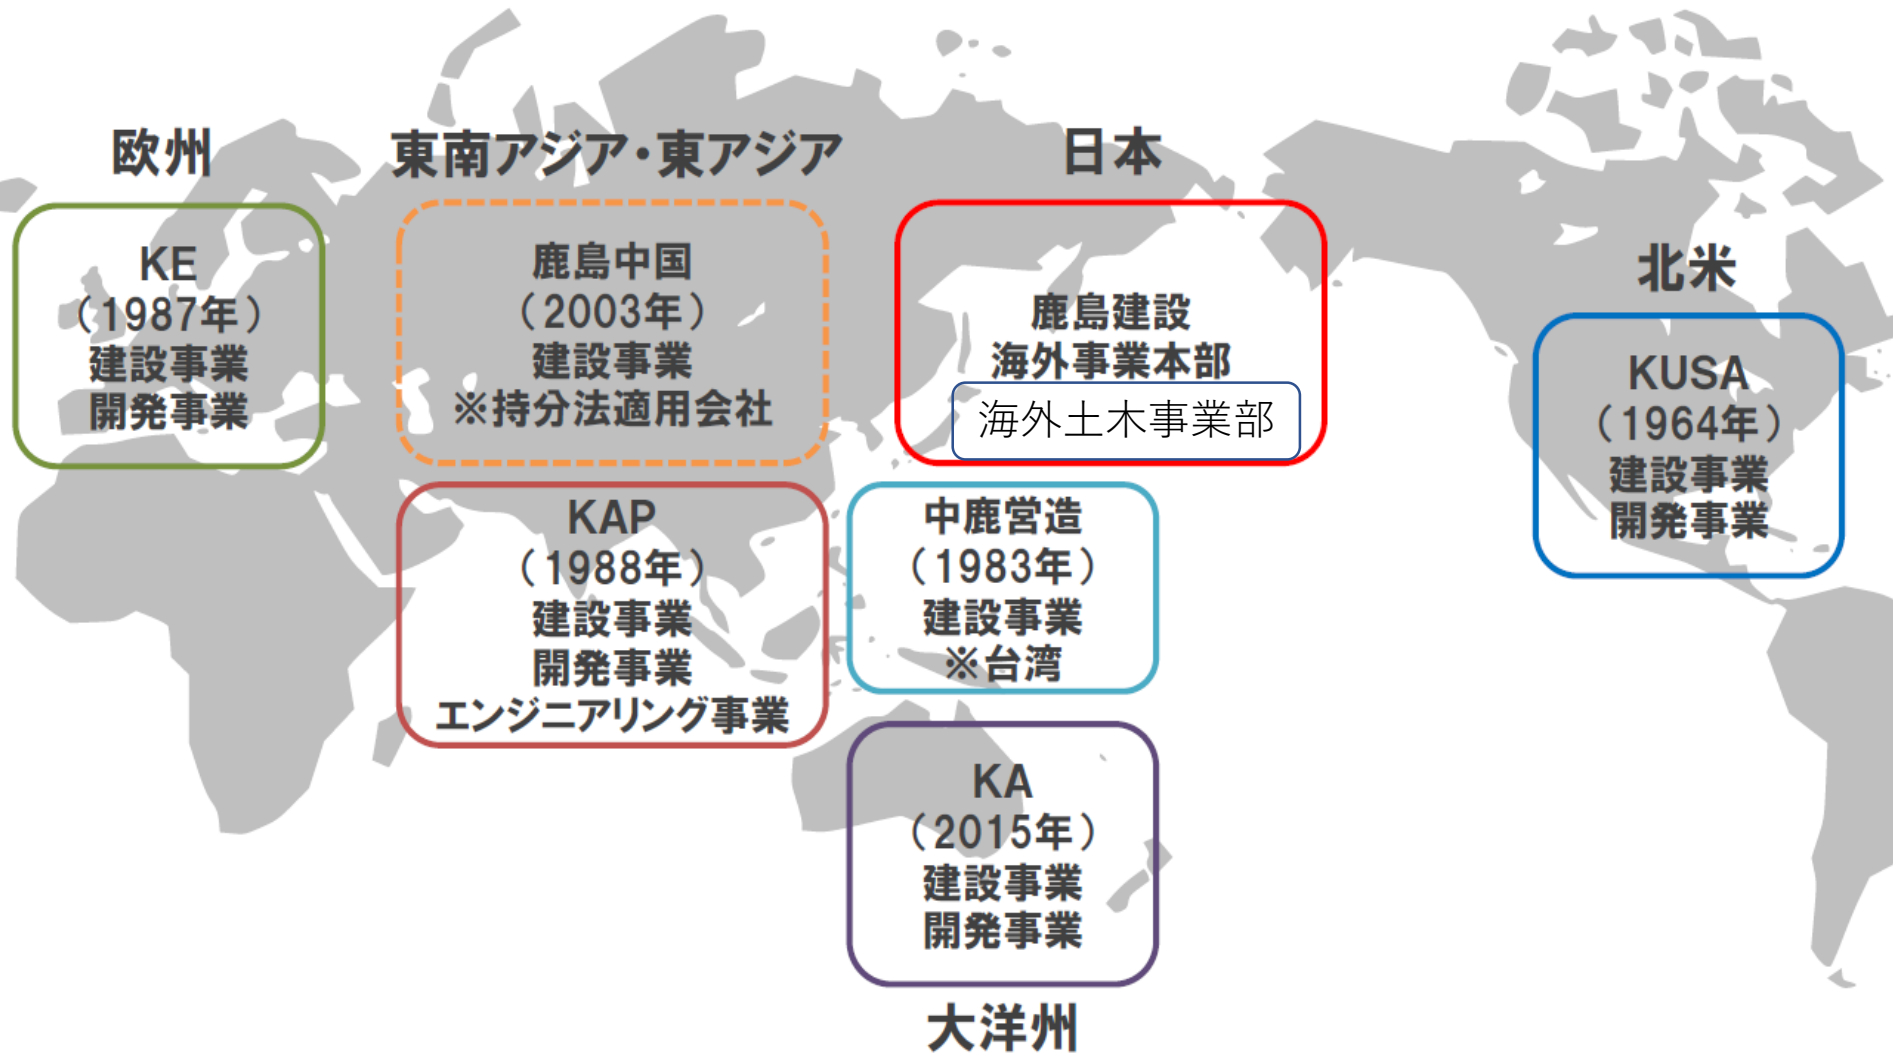 欧州
KE
（1987年）
建設事業
開発事業
東南アジア・東アジア
鹿島中国
（2003年）
建設事業
※持分法適用会社
KAP
（1988年）
建設事業
開発事業
エンジニアリング事業
日本
鹿島建設
海外事業本部
海外土木事業部
中鹿営造
（1983年）
建設事業
※台湾
KA
（2015年）
建設事業
開発事業
大洋州
北米
KUSA
（1964年）
建設事業
開発事業